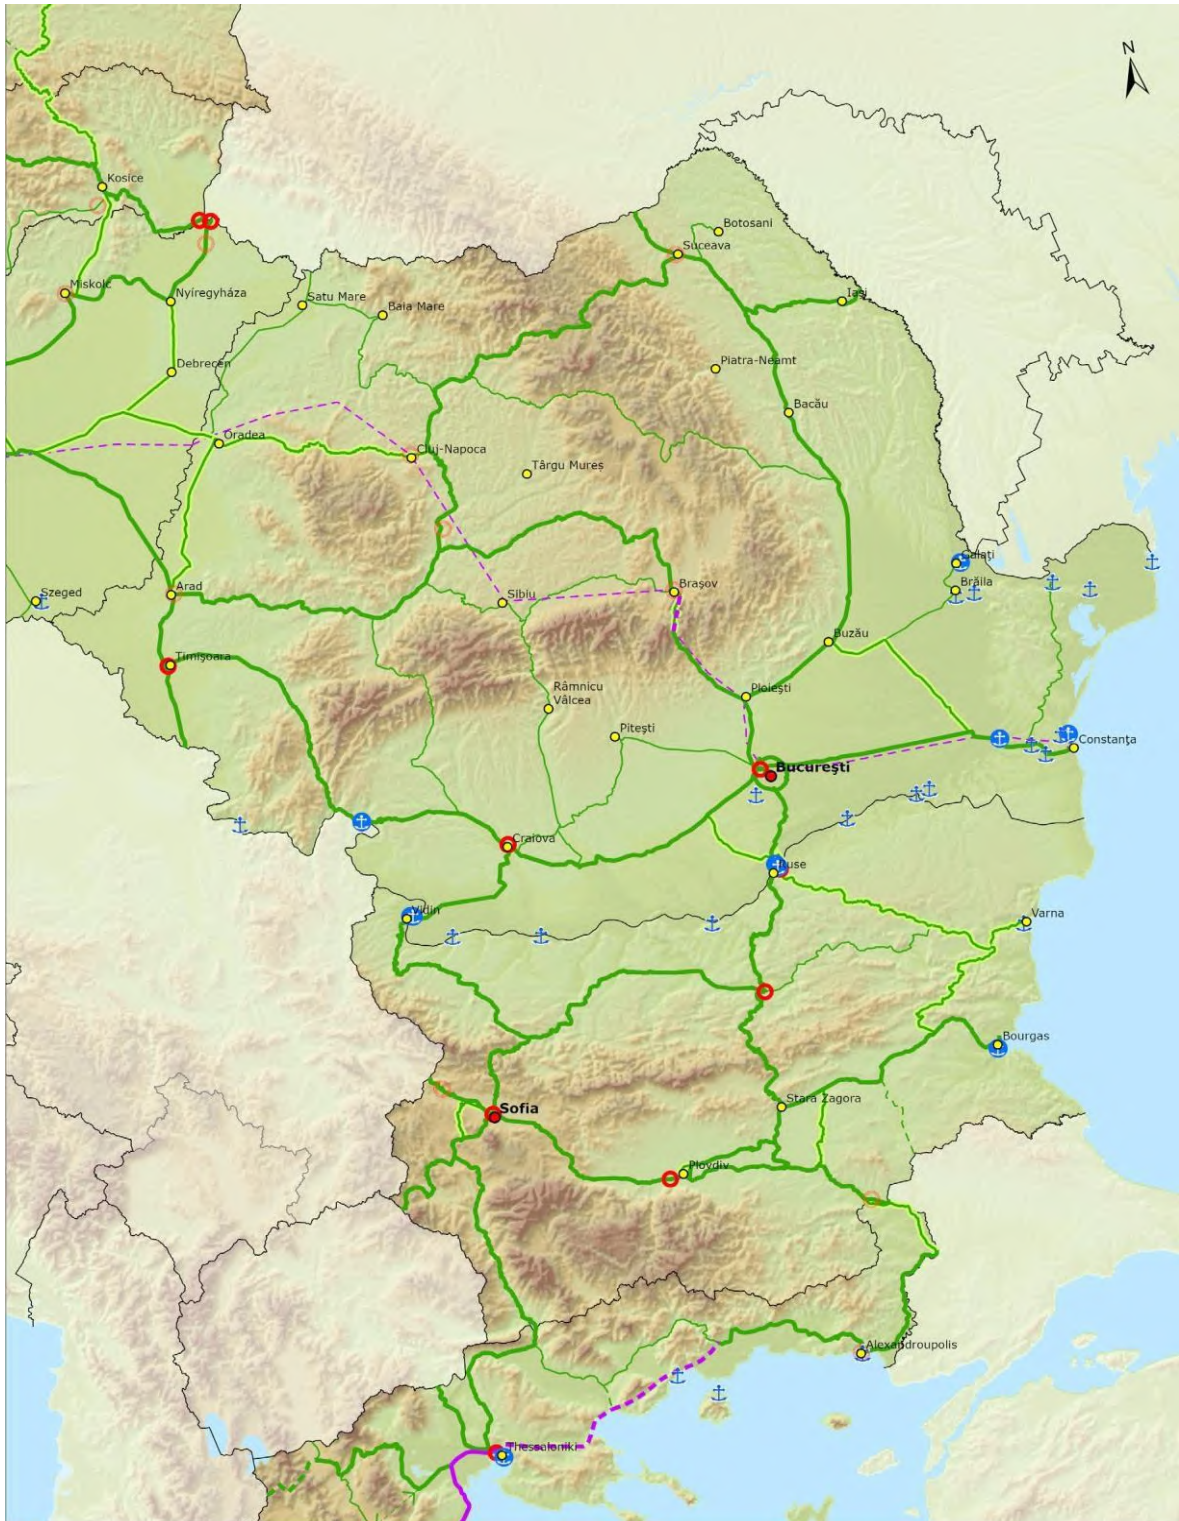 N
Kosice
Botosani
Suceava
Miskolc
Nyíregyháza
Satu Mare
Baia Mare
Iaşi
Debrecen
Piatra-Neamt
Bacău
Oradea
Cluj-Napoca
Târgu Mureş
Galaţi
Szeged
Arad
Sibiu
Braşov
Brăila
Timişoara
Buzău
Râmnicu
Vâlcea
Ploieşti
Piteşti
Constanţa
Bucureşti
Craiova
Ruse
Vidin
Varna
Bourgas
Stara Zagora
Sofia
Plovdiv
Alexandroupolis
Thessaloniki